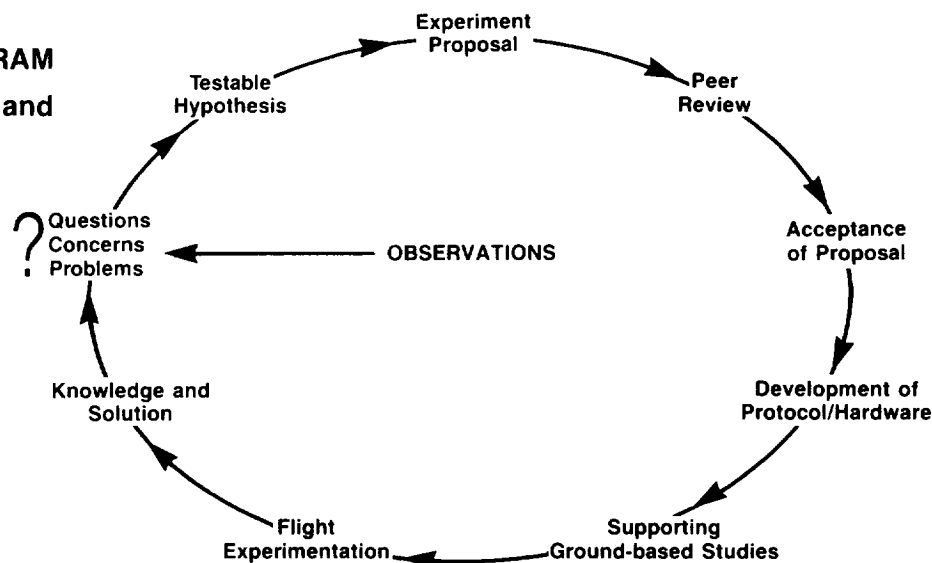 RAM
and
Experiment
Proposal
Peer
Review
Acceptance
of Proposal
Development of
Protocol/Hardware
Supporting
Ground-based Studies
Flight
Experimentation
Knowledge and
Solution
? Questions
Concerns
Problems
Testable
Hypothesis
OBSERVATIONS